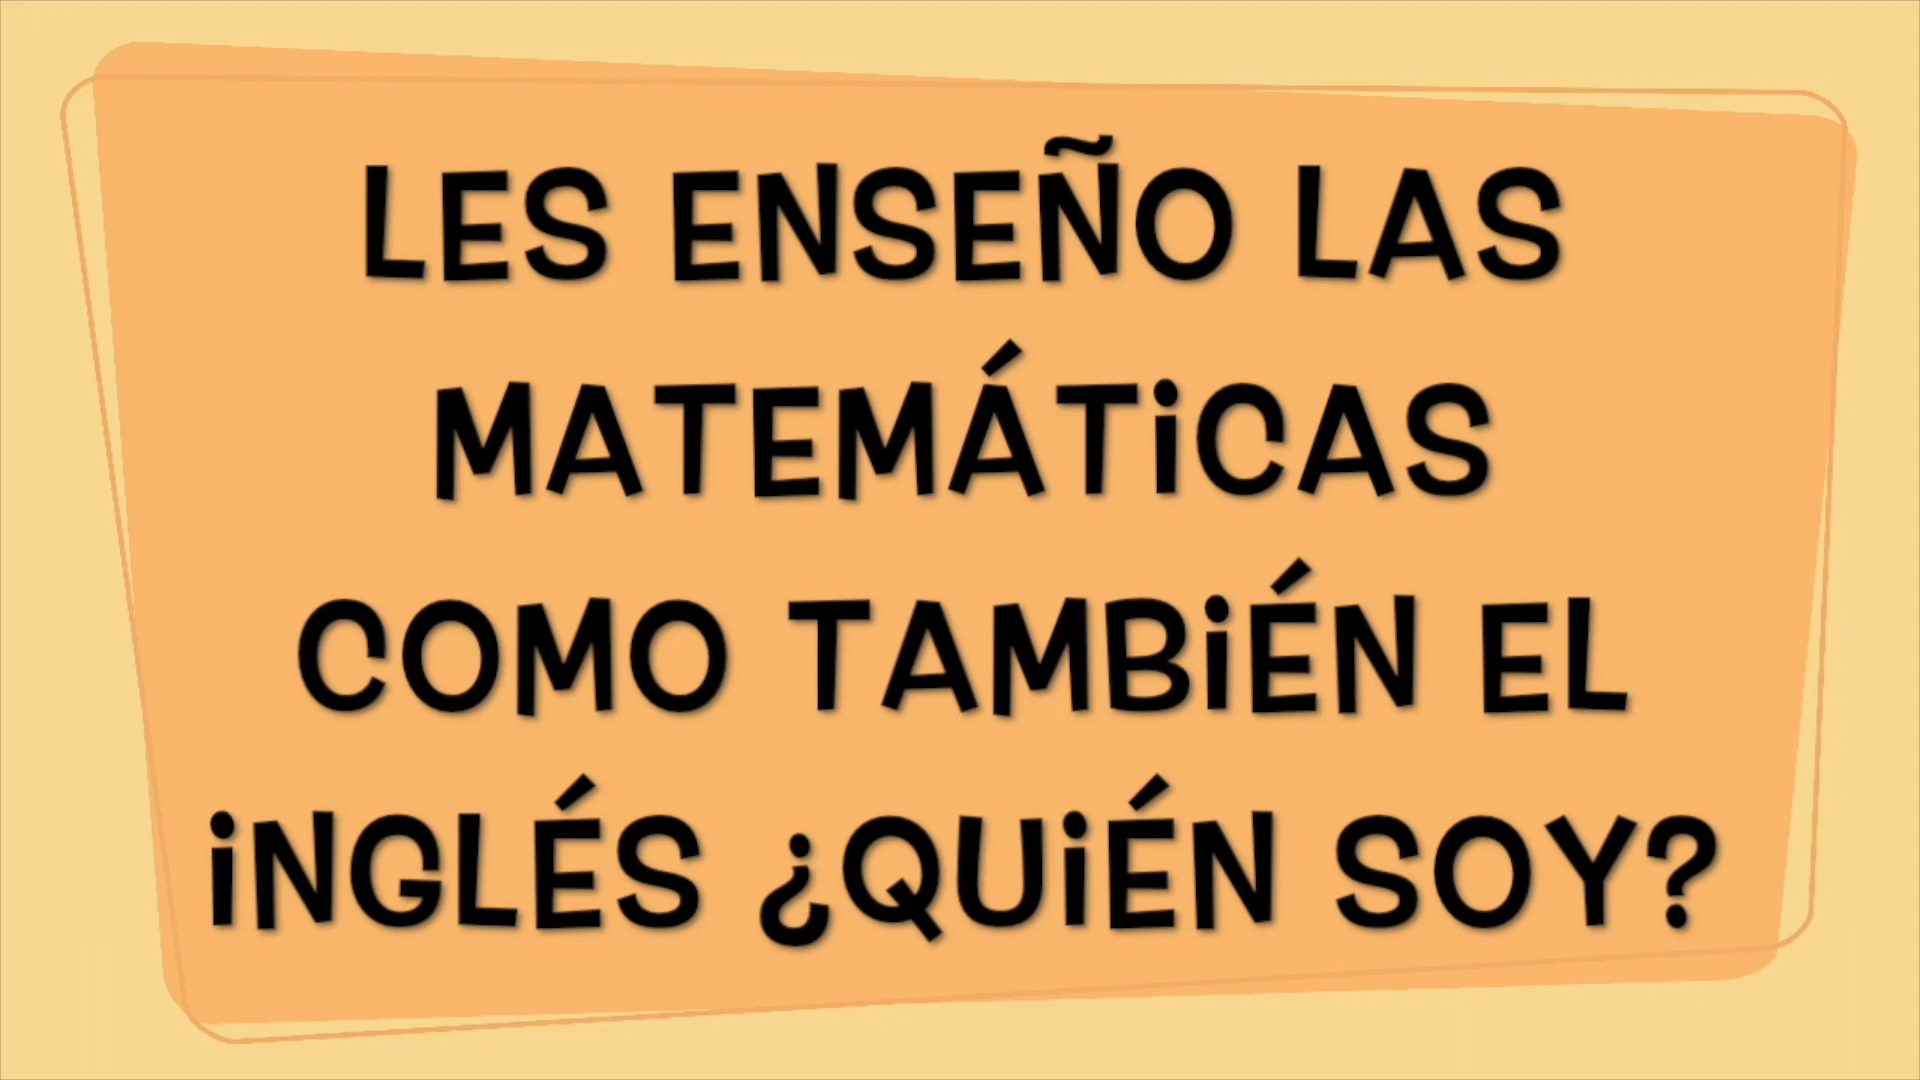 LES ENSEÑO LAS
MATEMÁTiCAS
COMO TAMBiÉN EL
iNGLÉS ¿QUiÉN SOY?